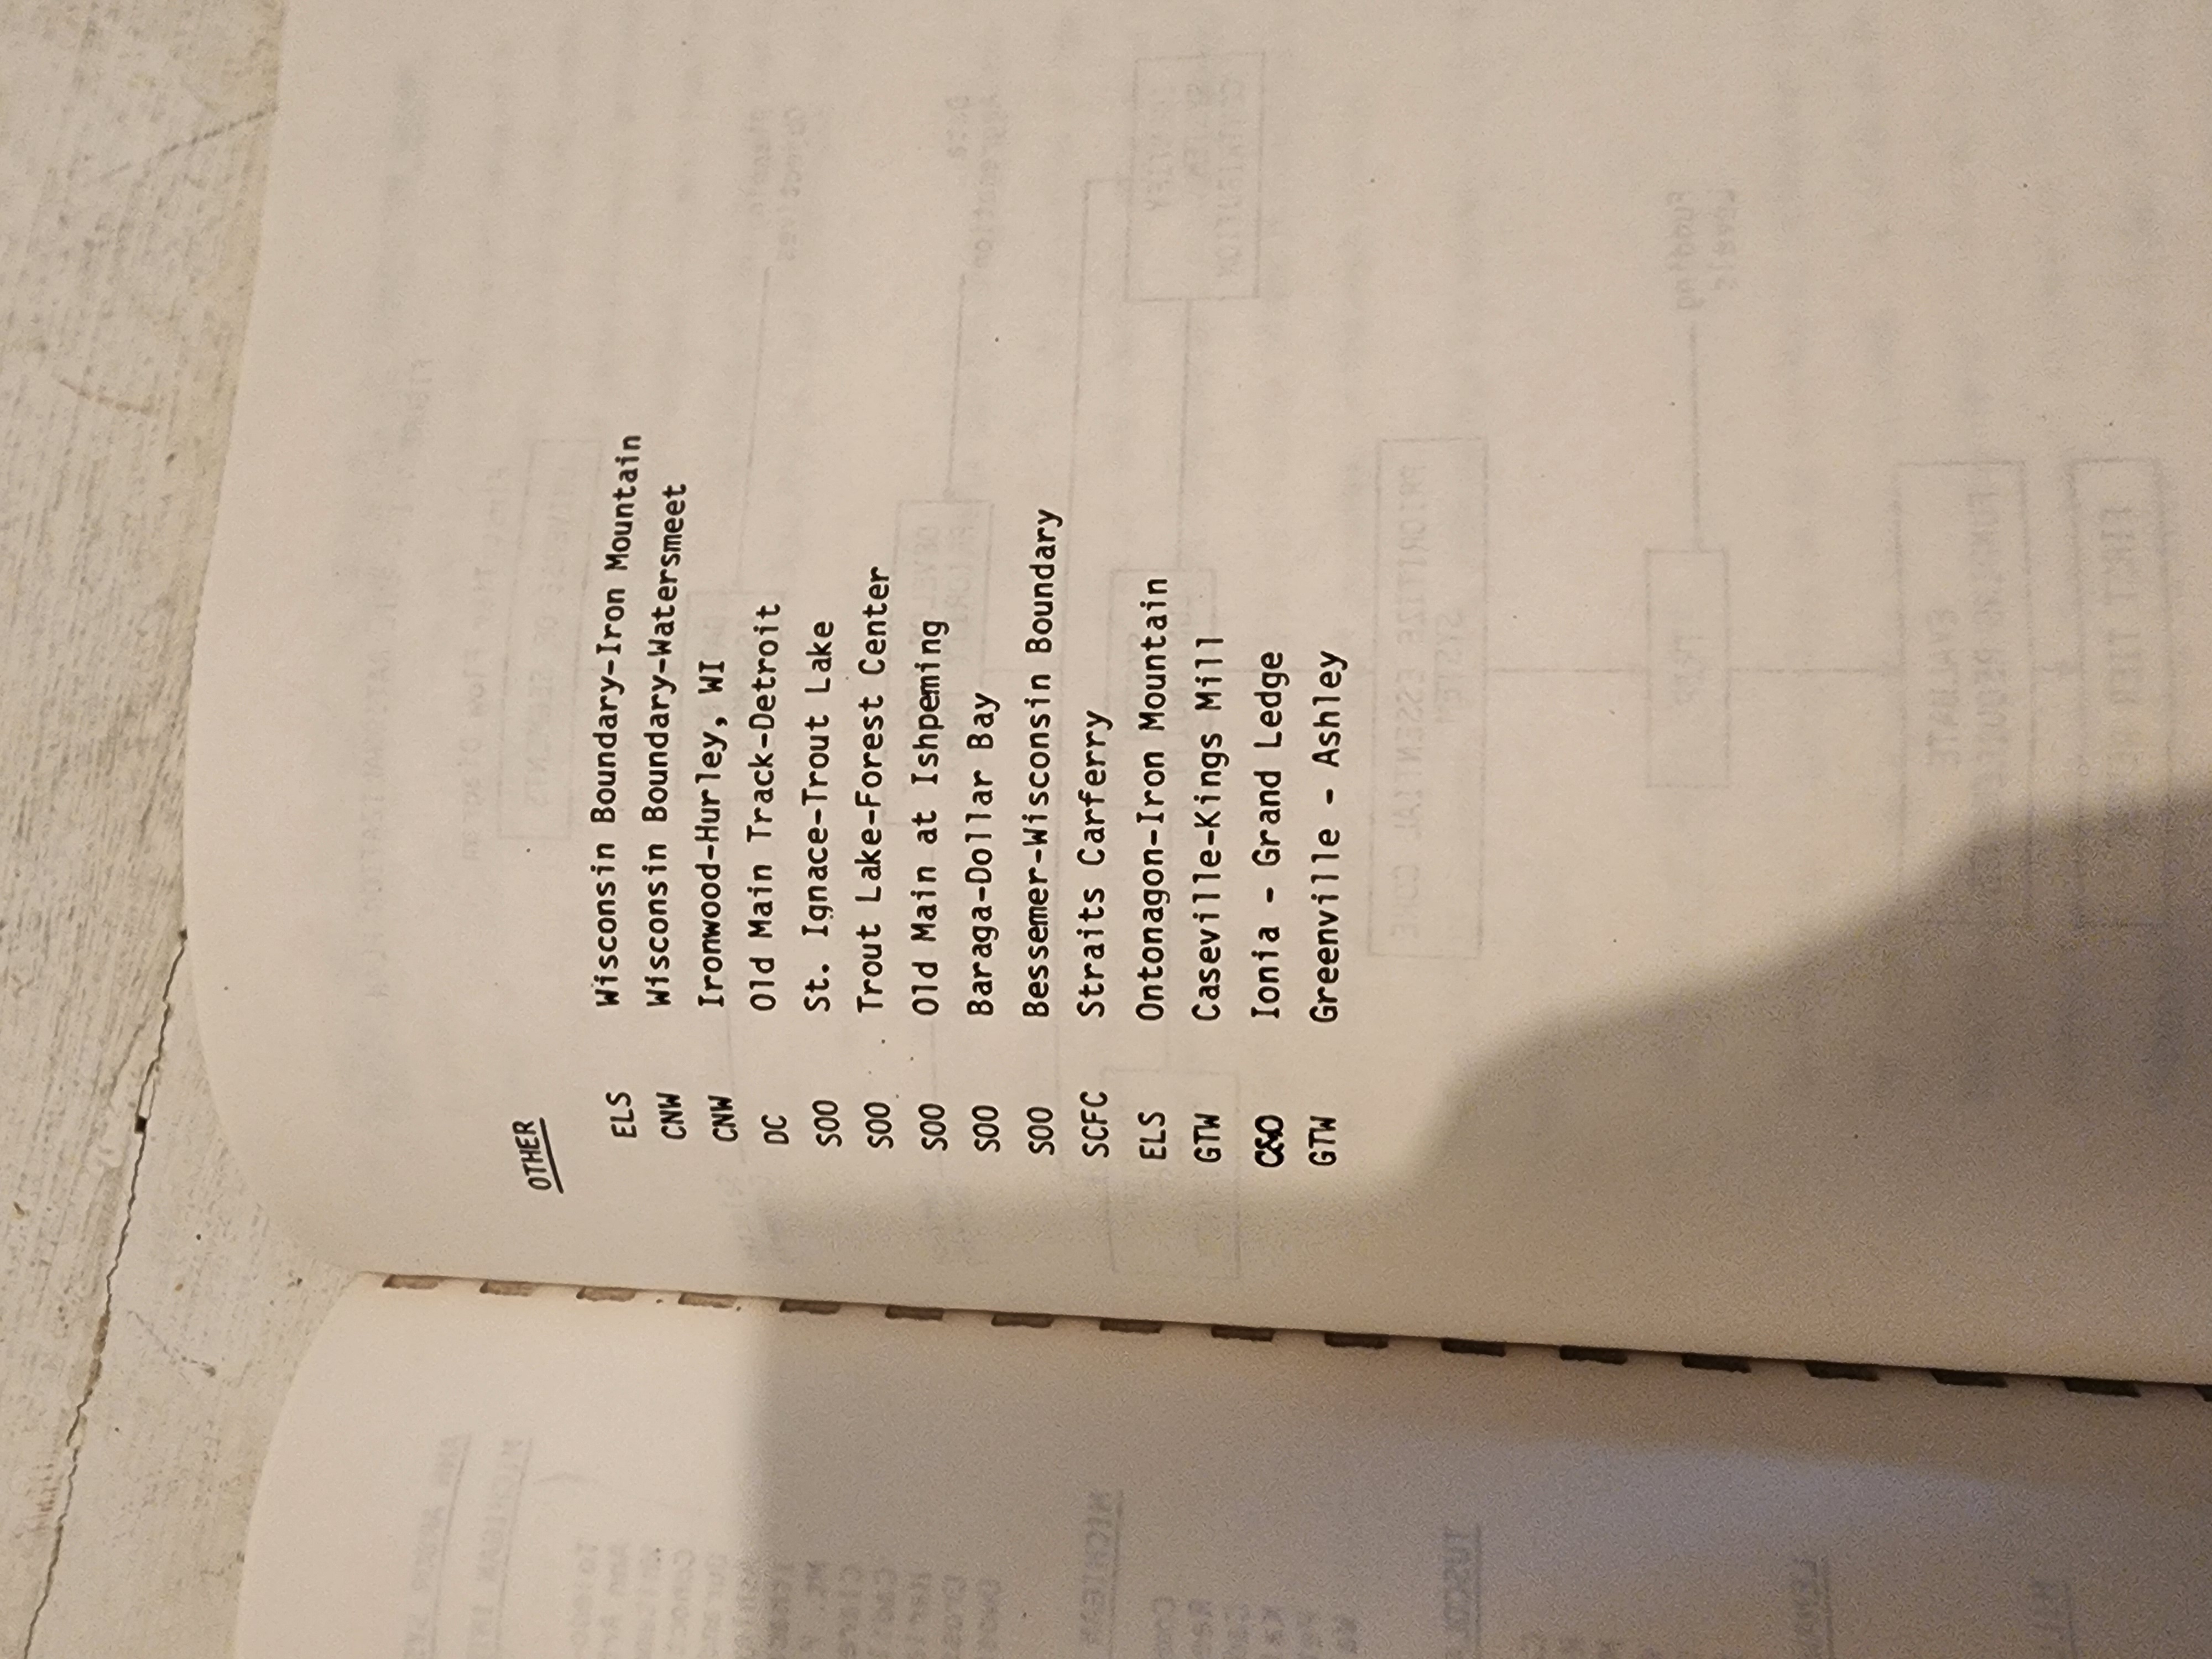 OTHER
ELS Wisconsin Boundary-Iron Mountain
CNW Wisconsin Boundary-Watersmeet
CNW Ironwood-Hurley, WI
DC Old Main Track-Detroit
SOO St. Ignace-Trout Lake
SOO Trout Lake-Forest Center
SOO Old Main at Ishpeming
SOO Baraga-Dollar Bay
SOO Bessemer-Wisconsin Boundary
SCFC Straits Carferry
ELS Ontonagon-Iron Mountain
GTW Caseville-Kings Mill
C&O Ionia - Grand Ledge
GTW Greenville - Ashley